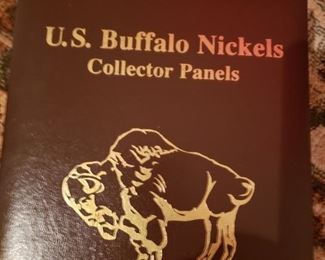 U.S. Buffalo Nickels
Collector Panels